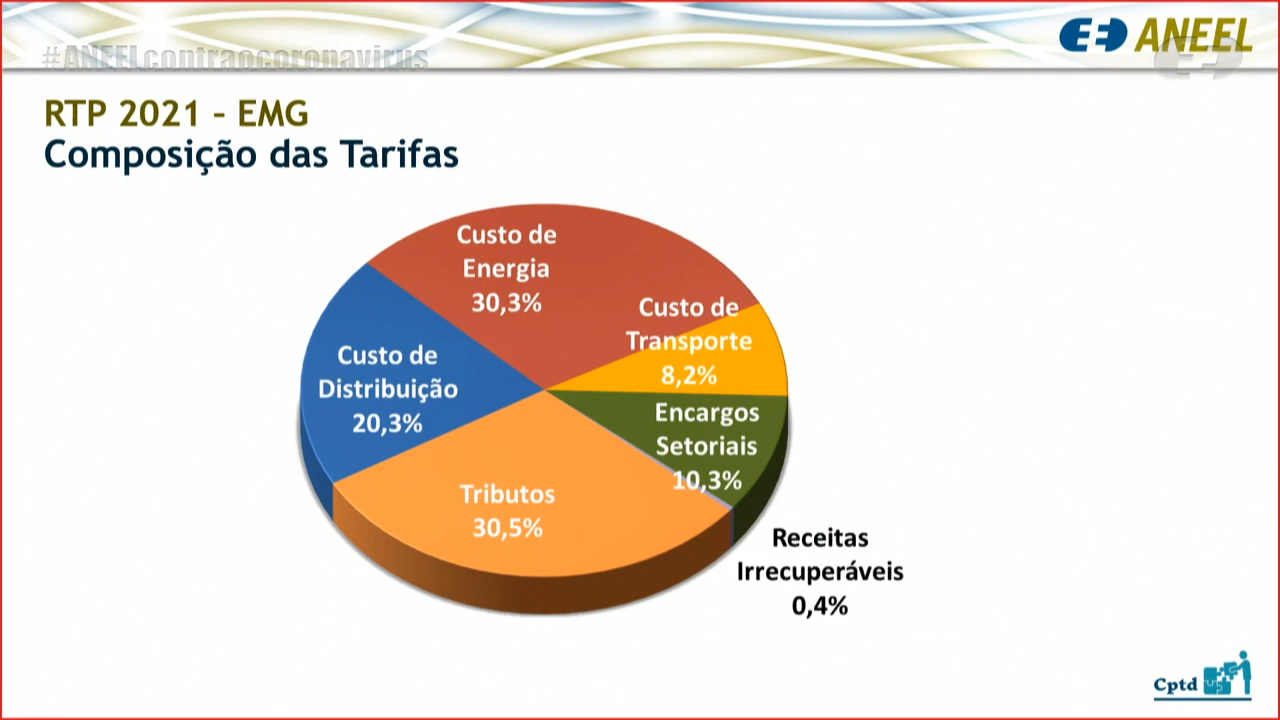 #ANEELcontraocoronavirus
ANEEL
RTP 2021 – EMG
Composição das Tarifas
Custo de
Energia
30,3%
Custo de
Transporte
8,2%
Custo de
Distribuição
20,3%
Encargos
Setoriais
10,3%
Tributos
30,5%
Receitas
Irrecuperáveis
0,4%
Cptd